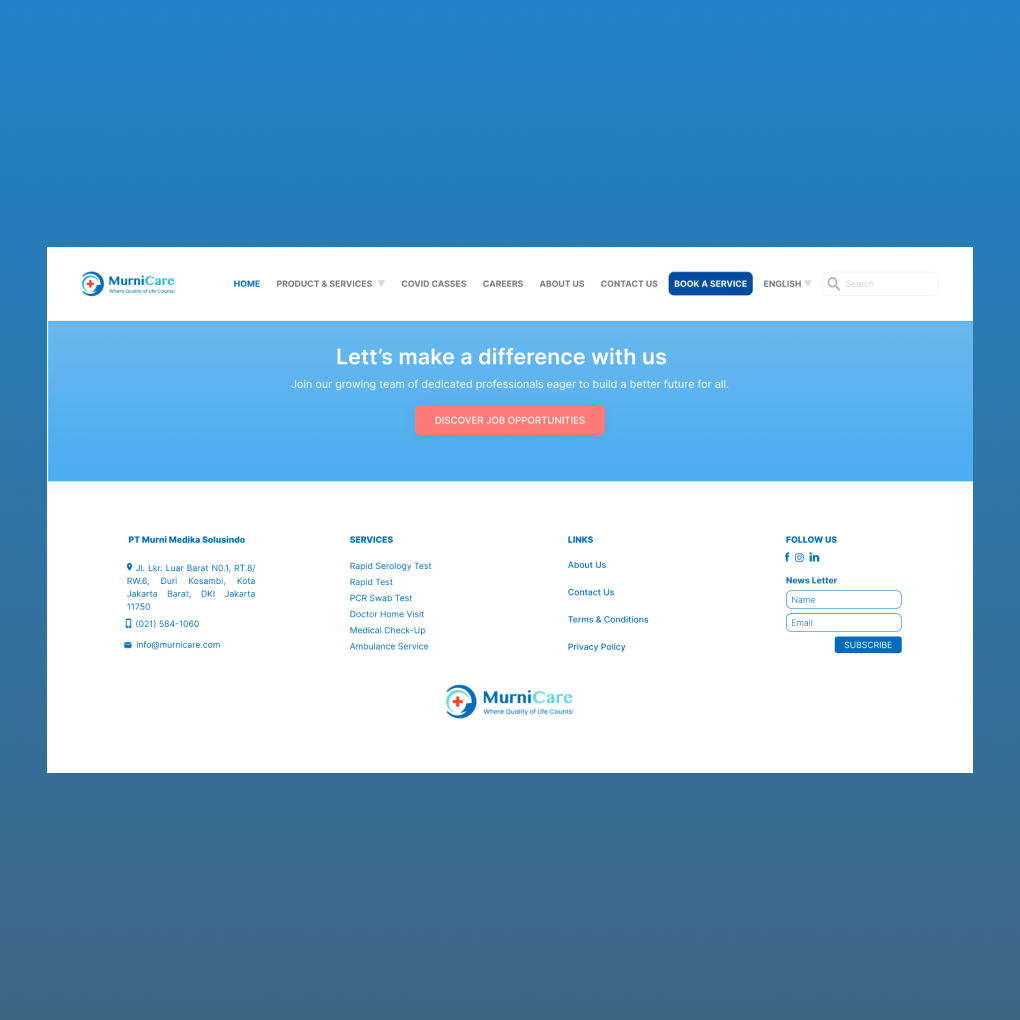 MurniCare
Where Quality of Life Counts!
HOME
PRODUCT & SERVICES
COVID CASSES
CAREERS
ABOUT US
CONTACT US
BOOK A SERVICE
ENGLISH
Search
Lett’s make a difference with us
Join our growing team of dedicated professionals eager to build a better future for all.
DISCOVER JOB OPPORTUNITIES
PT Murni Medika Solusindo
Jl. Lkr. Luar Barat N0.1, RT.8/
RW.6, Duri Kosambi, Kota
Jakarta Barat, DKI Jakarta
11750
(021) 584-1060
info@murnicare.com
SERVICES
Rapid Serology Test
Rapid Test
PCR Swab Test
Doctor Home Visit
Medical Check-Up
Ambulance Service
LINKS
About Us
Contact Us
Terms & Conditions
Privacy Policy
FOLLOW US
News Letter
Name
Email
SUBSCRIBE
MurniCare
Where Quality of Life Counts!